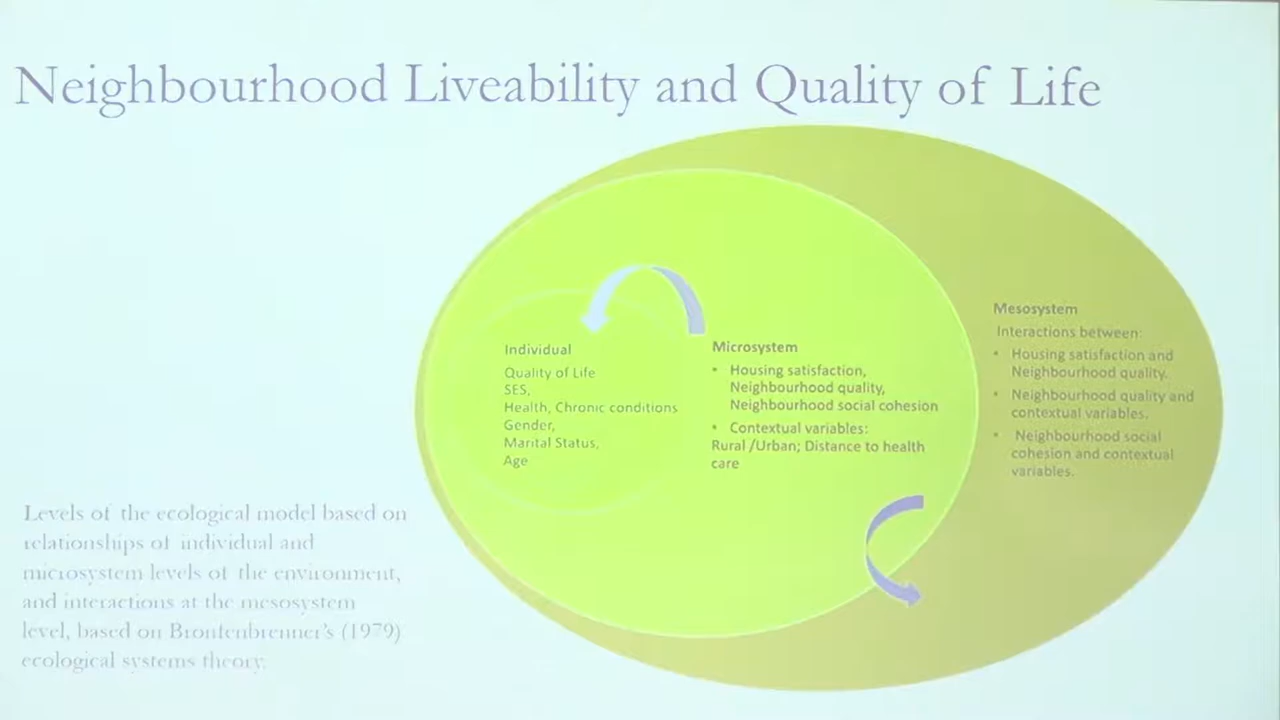 Neighbourhood Liveability and Quality of Life
Individual
Quality of Life
SES,
Health, Chronic conditions
Gender,
Marital Status,
Age
Microsystem
• Housing satisfaction,
Neighbourhood quality,
Neighbourhood social cohesion
• Contextual variables:
Rural /Urban; Distance to health
care
Mesosystem
Interactions between:
• Housing satisfaction and
Neighbourhood quality.
• Neighbourhood quality and
contextual variables.
• Neighbourhood social
cohesion and contextual
variables.
Levels of the ecological model based on
relationships of individual and
microsystem levels of the environment,
and interactions at the mesosystem
level, based on Bronfenbrenner's (1979)
ecological systems theory.